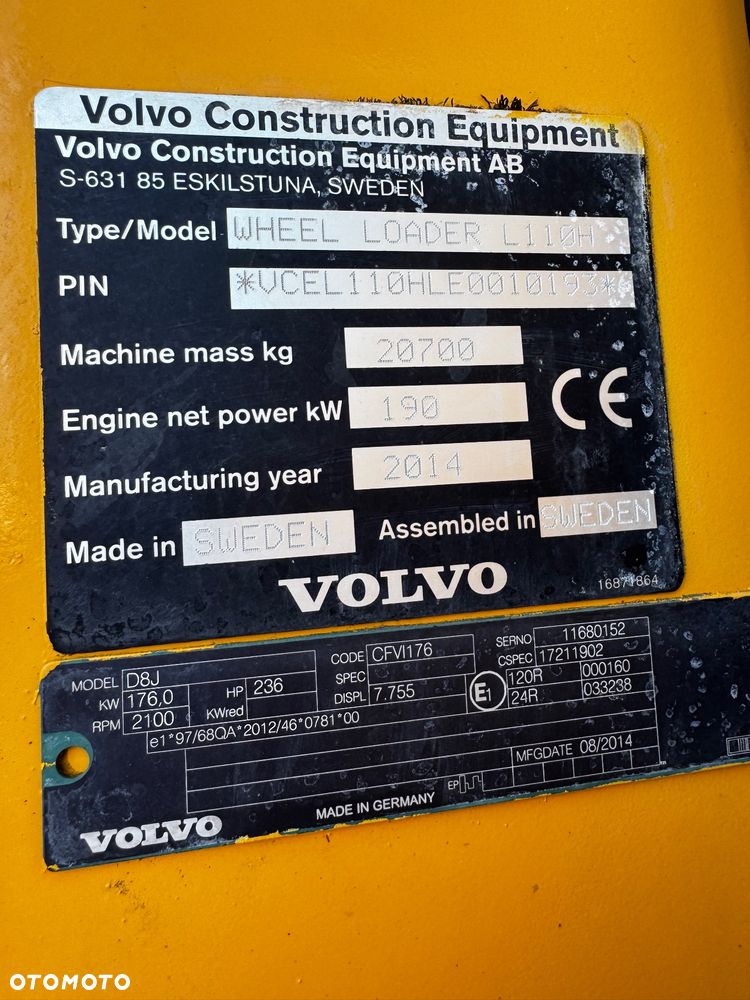 Volvo Construction Equipment
Volvo Construction Equipment AB
S-631 85 ESKILSTUNA, SWEDEN
Type/Model WHEEL LOADER L110H
PIN *VCEL110HLE0010193*
Machine mass kg 20700
Engine net power kW 190
CE
Manufacturing year 2014
Made in SWEDEN Assembled in SWEDEN
VOLVO
16871864
MODEL D8J CODE CFVI176 SERNO 11680152
KW 176,0 HP 236 SPEC CSPEC 17211902
RPM 2100 KWred DISPL 7.755 E1 120R 000160
24R 033238
e1*97/68QA*2012/46*0781*00
MFGDATE 08/2014
EP
MADE IN GERMANY
VOLVO
OTOMOTO